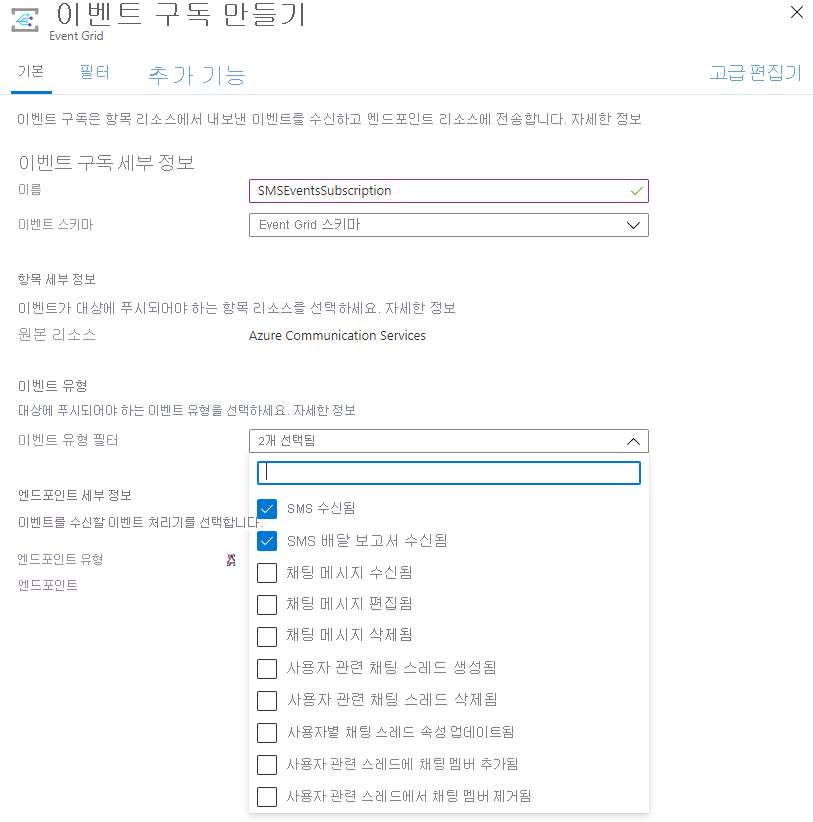 이벤트 구독 만들기
Event Grid
기본 필터 추가 기능 고급 편집기
이벤트 구독은 항목 리소스에서 내보낸 이벤트를 수신하고 엔드포인트 리소스에 전송합니다. 자세한 정보
이벤트 구독 세부 정보
이름 SMSEventsSubscription
이벤트 스키마 Event Grid 스키마
항목 세부 정보
이벤트가 대상에 푸시되어야 하는 항목 리소스를 선택하세요. 자세한 정보
원본 리소스 Azure Communication Services
이벤트 유형
대상에 푸시되어야 하는 이벤트 유형을 선택하세요. 자세한 정보
이벤트 유형 필터 2개 선택됨
엔드포인트 세부 정보
이벤트를 수신할 이벤트 처리기를 선택합니다.
엔드포인트 유형
엔드포인트
SMS 수신됨
SMS 배달 보고서 수신됨
채팅 메시지 수신됨
채팅 메시지 편집됨
채팅 메시지 삭제됨
사용자 관련 채팅 스레드 생성됨
사용자 관련 채팅 스레드 삭제됨
사용자별 채팅 스레드 속성 업데이트됨
사용자 관련 스레드에 채팅 멤버 추가됨
사용자 관련 스레드에서 채팅 멤버 제거됨